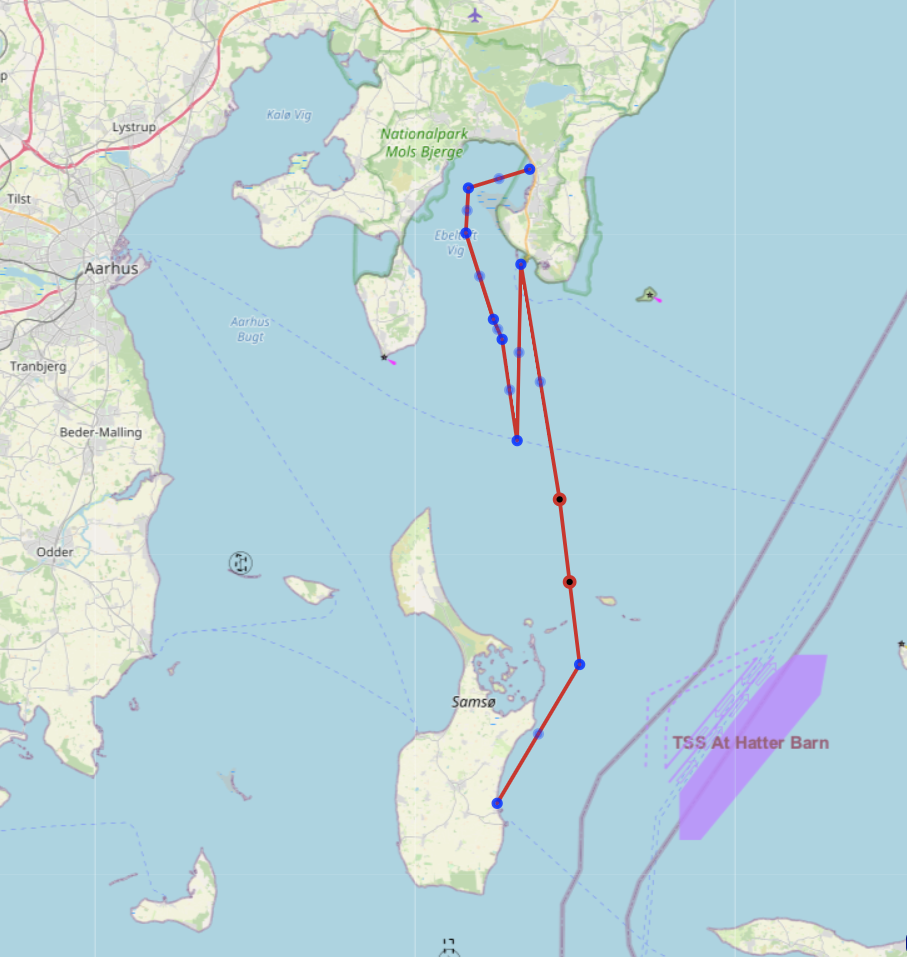 Kalø Vig
Lystrup
Nationalpark
Mols Bjerge
Tilst
Ebeltoft
Vig
Aarhus
Aarhus
Bugt
Tranbjerg
Beder-Malling
Odder
Samsø
TSS At Hatter Barn